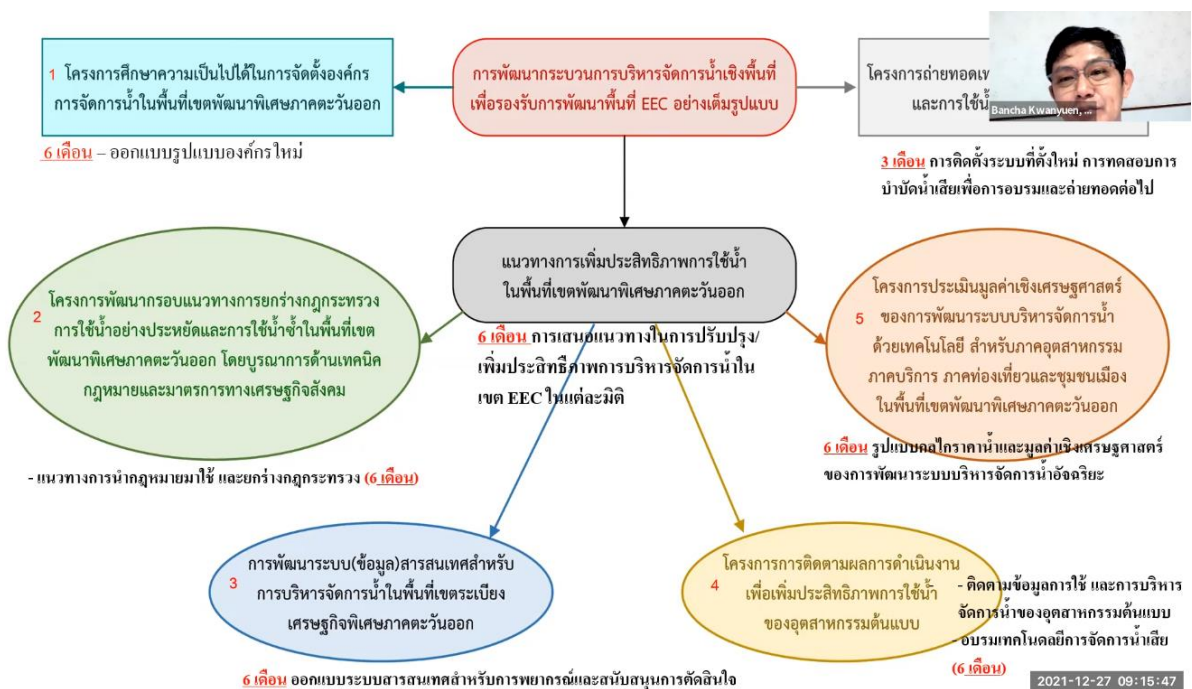 1 โครงการศึกษาความเป็นไปได้ในการจัดตั้งองค์กร
การจัดการน้ำในพื้นที่เขตพัฒนาพิเศษภาคตะวันออก
6 เดือน – ออกแบบรูปแบบองค์กรใหม่
การพัฒนากระบวนการบริหารจัดการน้ำเชิงพื้นที่
เพื่อรองรับการพัฒนาพื้นที่ EEC อย่างเต็มรูปแบบ
โครงการถ่ายทอดเท
และการใช้น้ำ
Bancha Kwanyuen, ...
3 เดือน การติดตั้งระบบที่ตั้งใหม่ การทดสอบการ
บำบัดน้ำเสียเพื่อการอบรมและถ่ายทอดต่อไป
แนวทางการเพิ่มประสิทธิภาพการใช้น้ำ
ในพื้นที่เขตพัฒนาพิเศษภาคตะวันออก
6 เดือน การเสนอแนวทางในการปรับปรุง/
เพิ่มประสิทธิภาพการบริหารจัดการน้ำใน
เขต EEC ในแต่ละมิติ
2
โครงการพัฒนากรอบแนวทางการยกร่างกฎกระทรวง
การใช้น้ำอย่างประหยัดและการใช้น้ำซ้ำในพื้นที่เขต
พัฒนาพิเศษภาคตะวันออก โดยบูรณาการด้านเทคนิค
กฎหมายและมาตรการทางเศรษฐกิจสังคม
- แนวทางการนำกฎหมายมาใช้ และยกร่างกฎกระทรวง (6 เดือน)
5
โครงการประเมินมูลค่าเชิงเศรษฐศาสตร์
ของการพัฒนาระบบบริหารจัดการน้ำ
ด้วยเทคโนโลยี สำหรับภาคอุตสาหกรรม
ภาคบริการ ภาคท่องเที่ยวและชุมชนเมือง
ในพื้นที่เขตพัฒนาพิเศษภาคตะวันออก
6 เดือน รูปแบบกลไกราคาน้ำและมูลค่าเชิงเศรษฐศาสตร์
ของการพัฒนาระบบบริหารจัดการน้ำอัจฉริยะ
3
การพัฒนาระบบ(ข้อมูล)สารสนเทศสำหรับ
การบริหารจัดการน้ำในพื้นที่เขตระเบียง
เศรษฐกิจพิเศษภาคตะวันออก
6 เดือน ออกแบบระบบสารสนเทศสำหรับการพยากรณ์และสนับสนุนการตัดสินใจ
4
โครงการการติดตามผลการดำเนินงาน
เพื่อเพิ่มประสิทธิภาพการใช้น้ำ
ของอุตสาหกรรมต้นแบบ
- ติดตามข้อมูลการใช้ และการบริหาร
จัดการน้ำของอุตสาหกรรมต้นแบบ
- อบรมเทคโนดลยีการจัดการน้ำเสีย
(6 เดือน)
2021-12-27 09:15:47